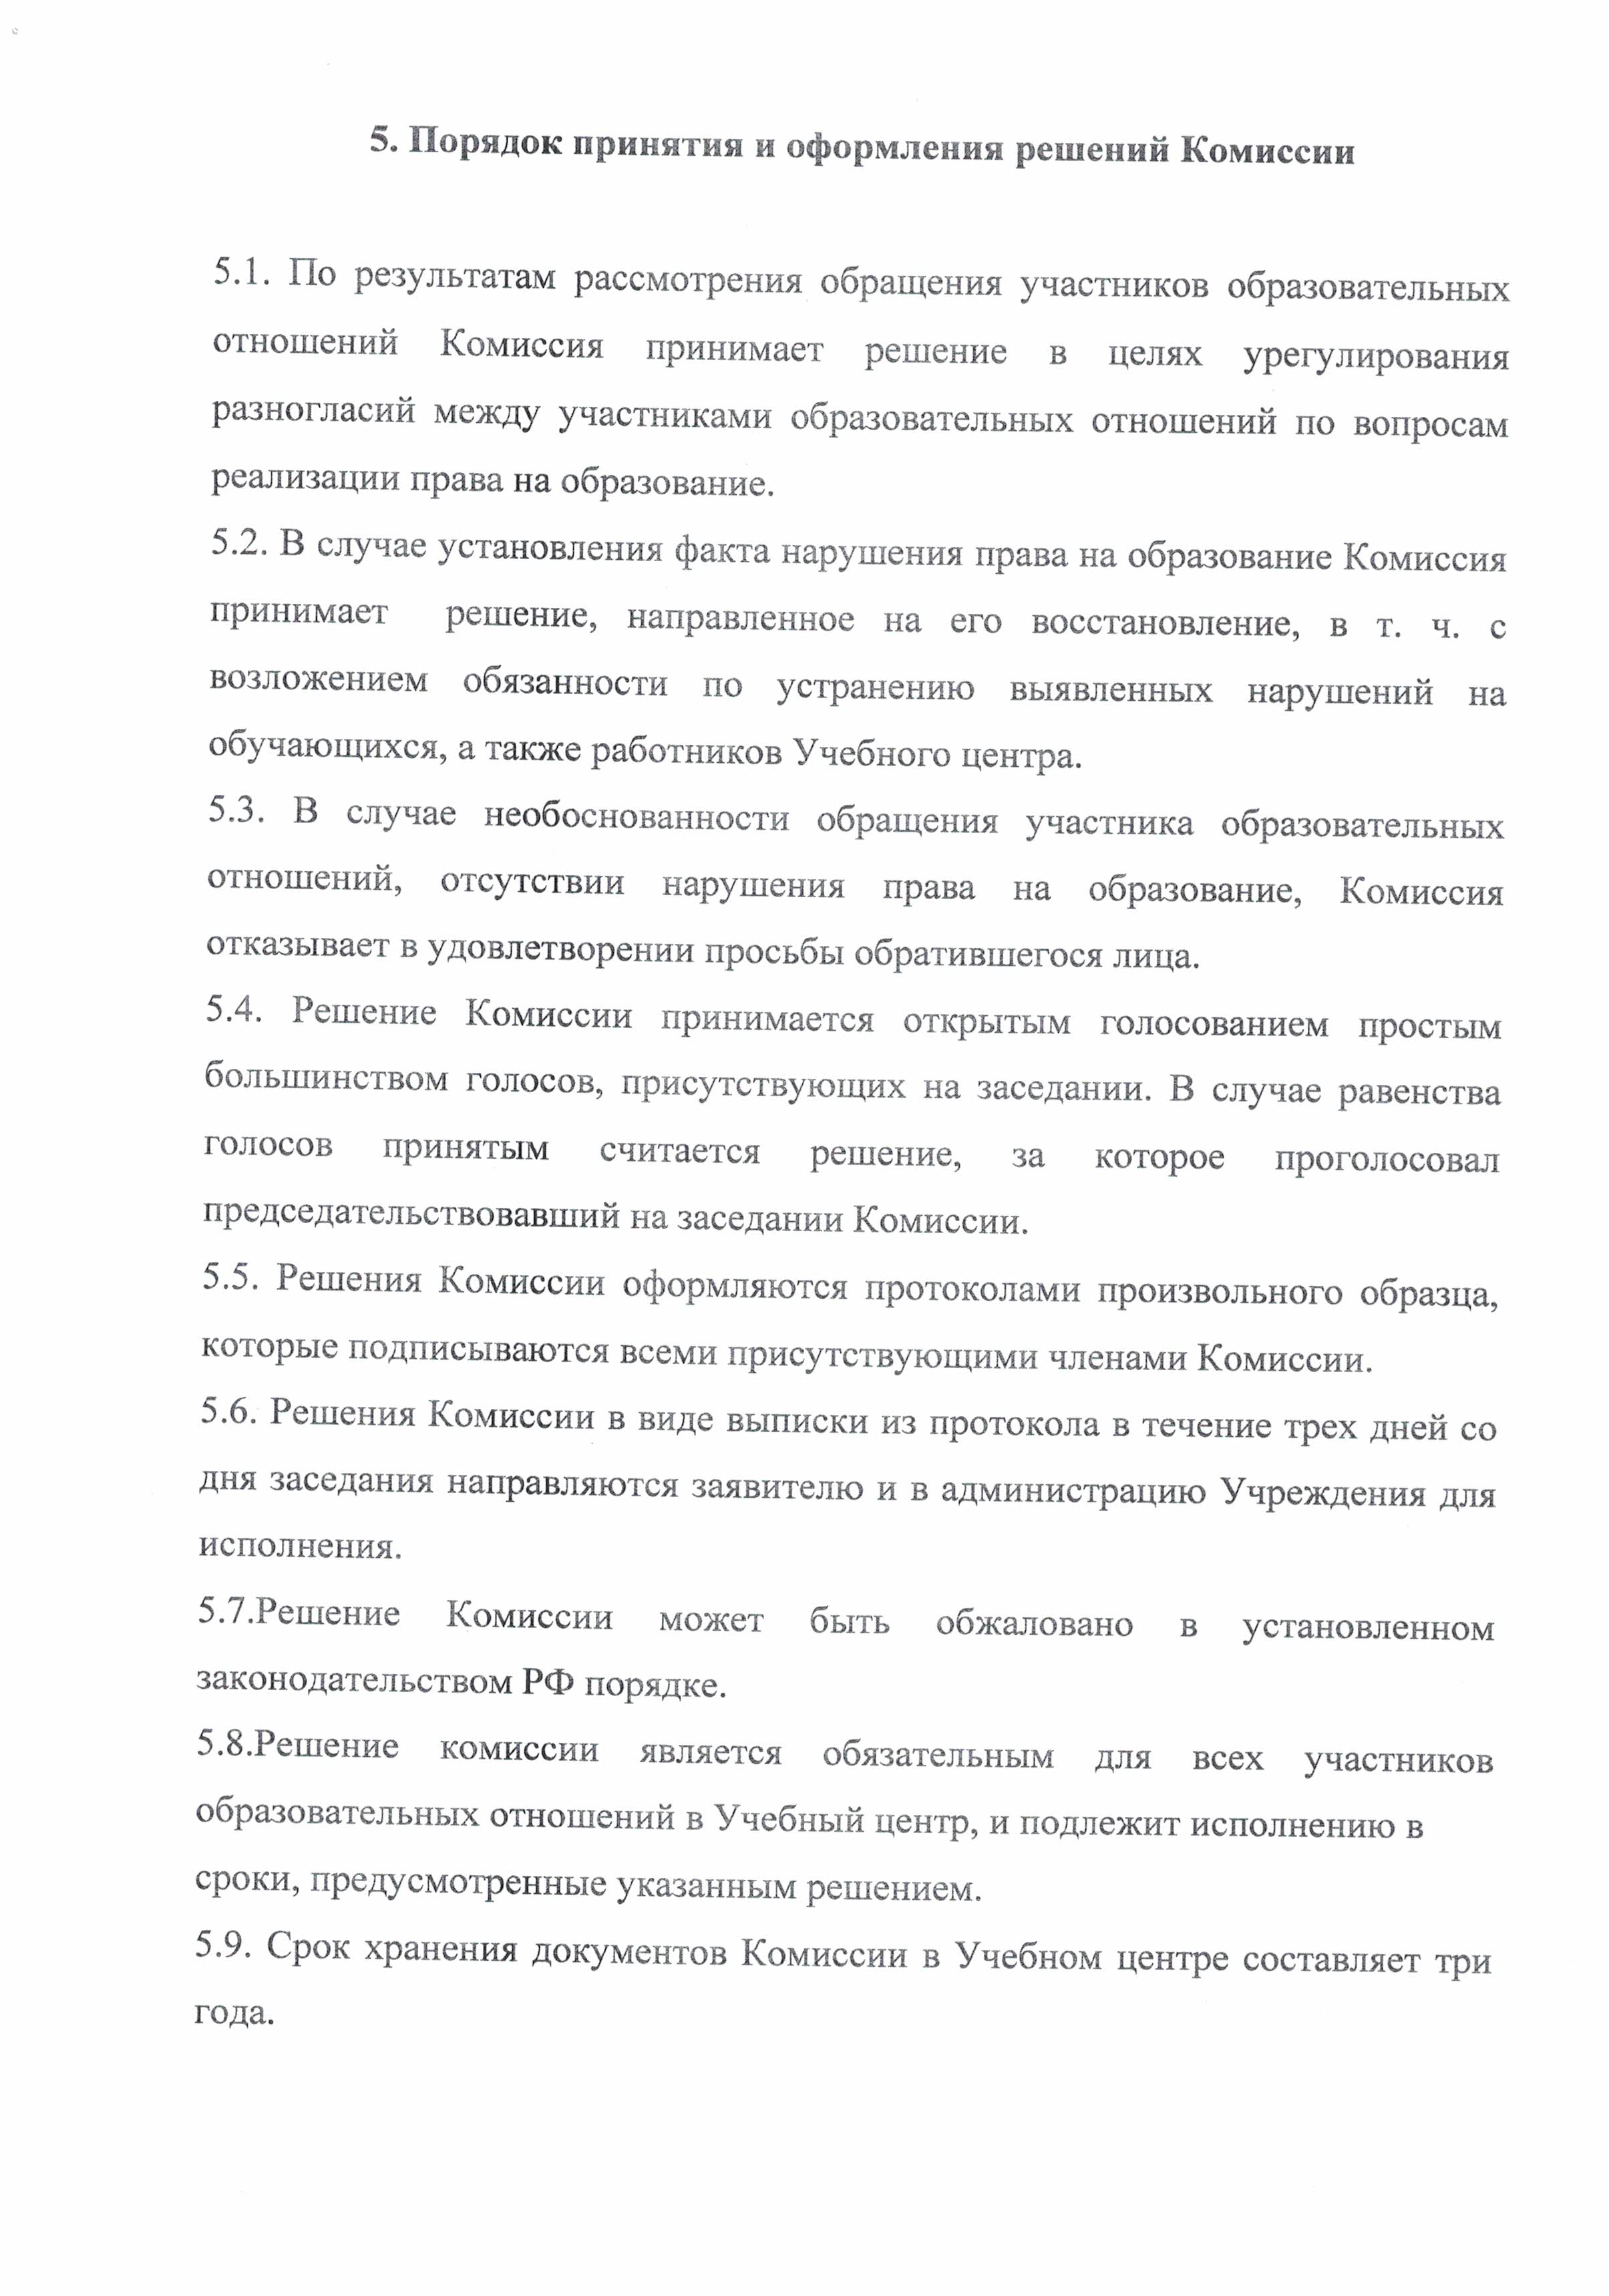 5. Порядок принятия и оформления решений Комиссии
5.1. По результатам рассмотрения обращения участников образовательных
отношений Комиссия принимает решение в целях урегулирования
разногласий между участниками образовательных отношений по вопросам
реализации права на образование.
5.2. В случае установления факта нарушения права на образование Комиссия
принимает решение, направленное на его восстановление, в т. ч. с
возложением обязанности по устранению выявленных нарушений на
обучающихся, а также работников Учебного центра.
5.3. В случае необоснованности обращения участника образовательных
отношений, отсутствии нарушения права на образование, Комиссия
отказывает в удовлетворении просьбы обратившегося лица.
5.4. Решение Комиссии принимается открытым голосованием простым
большинством голосов, присутствующих на заседании. В случае равенства
голосов принятым считается решение, за которое проголосовал
председательствовавший на заседании Комиссии.
5.5. Решения Комиссии оформляются протоколами произвольного образца,
которые подписываются всеми присутствующими членами Комиссии.
5.6. Решения Комиссии в виде выписки из протокола в течение трех дней со
дня заседания направляются заявителю и в администрацию Учреждения для
исполнения.
5.7.Решение Комиссии может быть обжаловано в установленном
законодательством РФ порядке.
5.8.Решение комиссии является обязательным для всех участников
образовательных отношений в Учебный центр, и подлежит исполнению в
сроки, предусмотренные указанным решением.
5.9. Срок хранения документов Комиссии в Учебном центре составляет три
года.